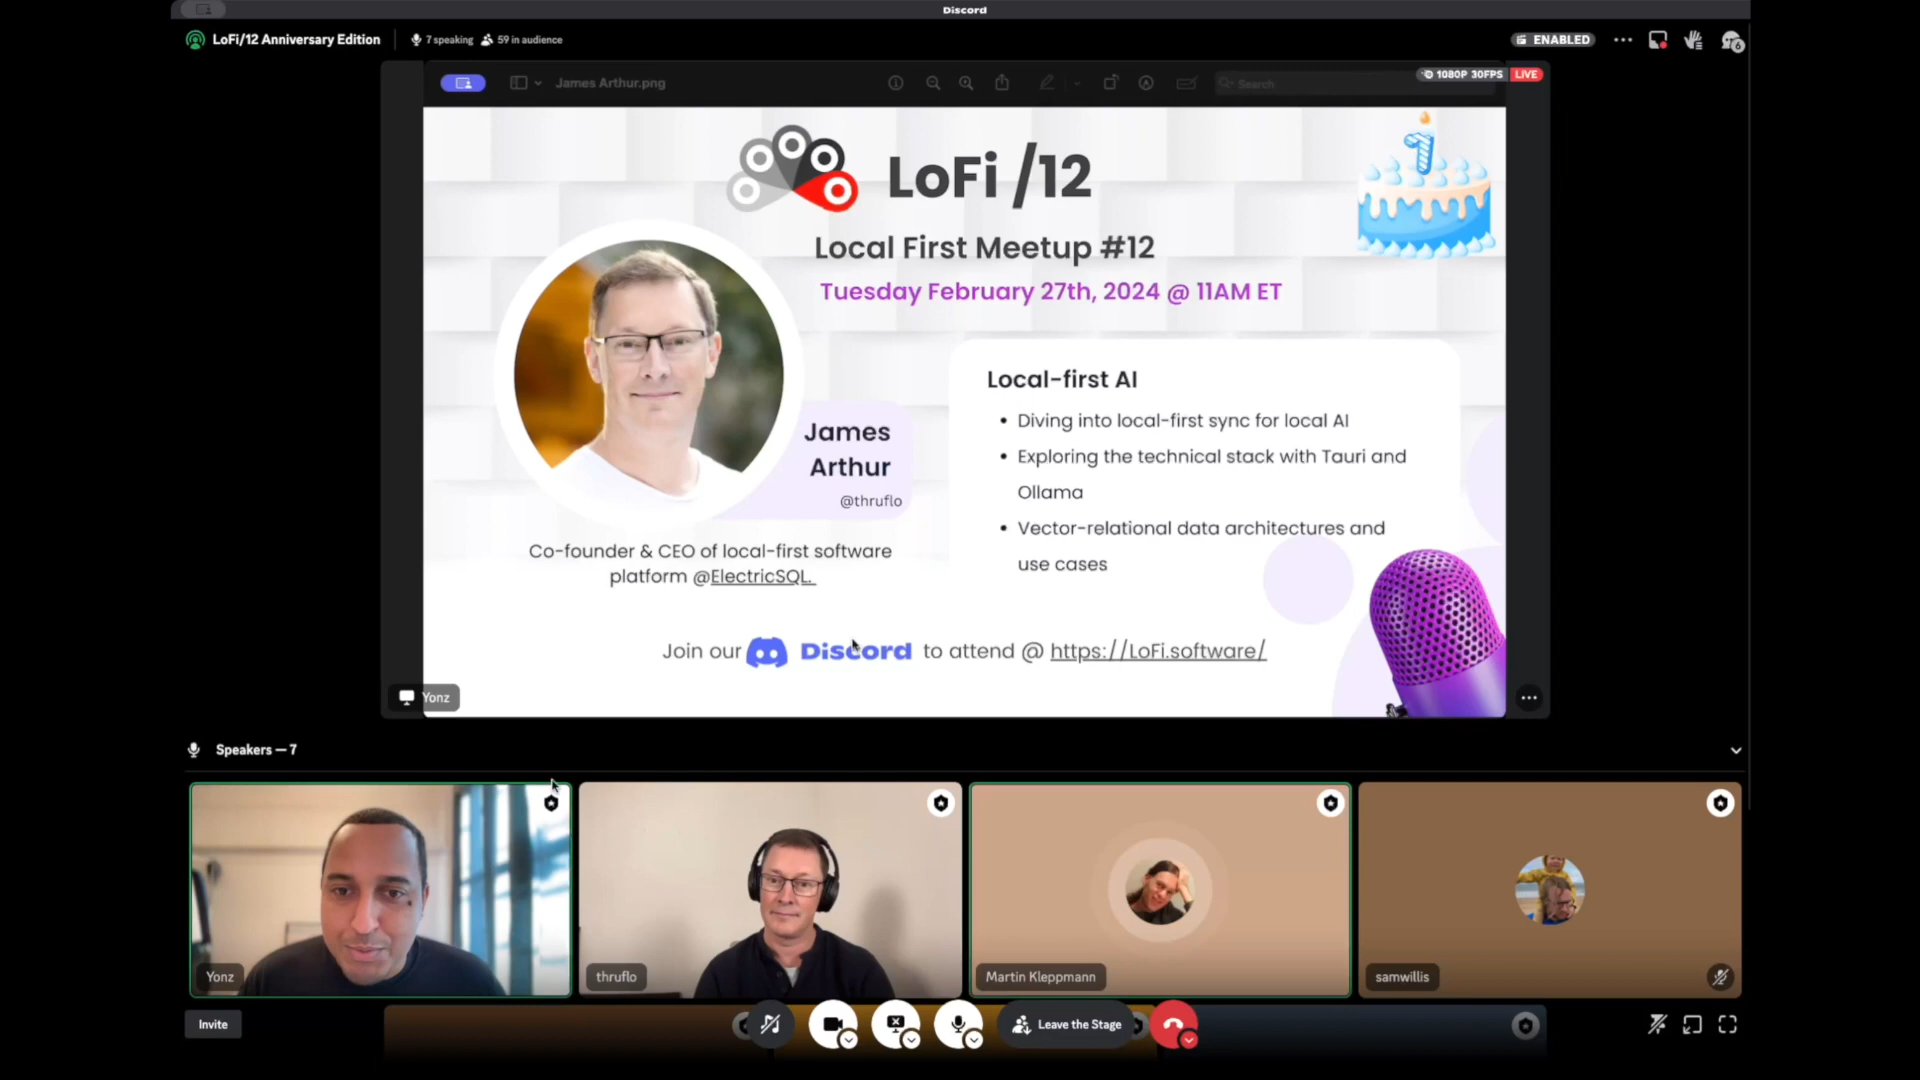 Discord
LoFi/12 Anniversary Edition
7 speaking
59 in audience
ENABLED
6
James Arthur.png
Search
1080P 30FPS
LIVE
LoFi /12
Local First Meetup #12
Tuesday February 27th, 2024 @ 11AM ET
1
Local-first AI
• Diving into local-first sync for local AI
• Exploring the technical stack with Tauri and
Ollama
• Vector-relational data architectures and
use cases
James
Arthur
@thruflo
Co-founder & CEO of local-first software
platform @ElectricSQL.
Join our Discord to attend @ https://LoFi.software/
Yonz
Speakers — 7
Yonz
thruflo
Martin Kleppmann
samwillis
Invite
Leave the Stage